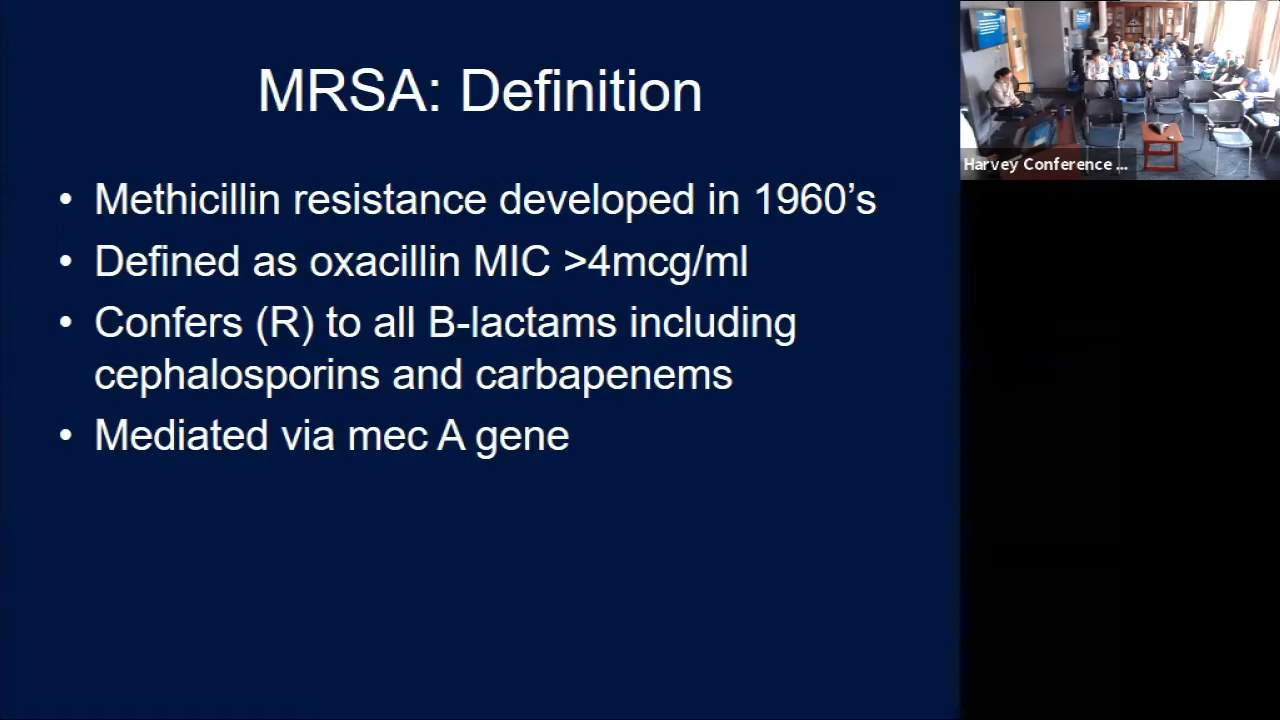 MRSA: Definition
• Methicillin resistance developed in 1960’s
• Defined as oxacillin MIC >4mcg/ml
• Confers (R) to all B-lactams including
cephalosporins and carbapenems
• Mediated via mec A gene
Harvey Conference ...